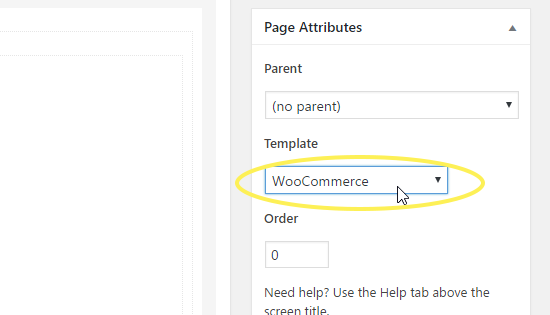 Page Attributes
Parent
(no parent)
Template
WooCommerce
Order
0
Need help? Use the Help tab above the
screen title.